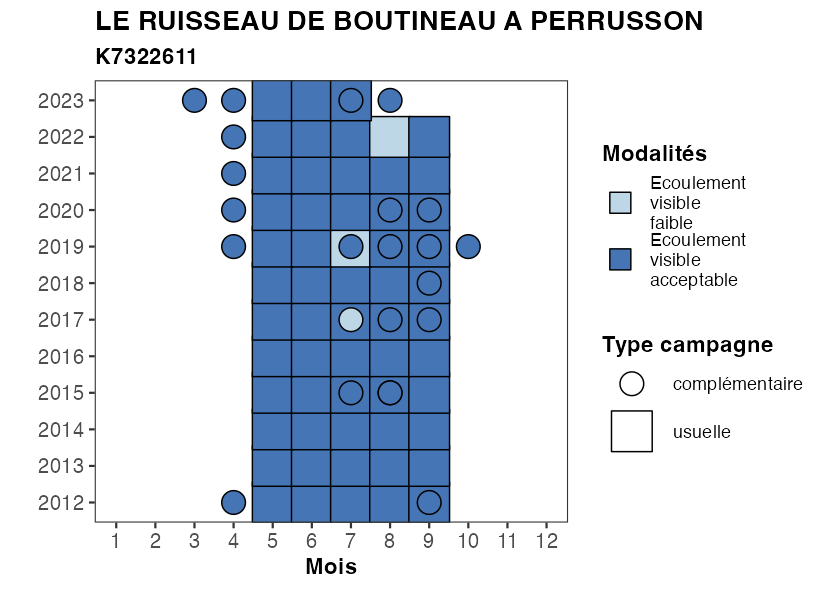 LE RUISSEAU DE BOUTINEAU A PERRUSSON
K7322611
2023
2022
2021
2020
2019
2018
2017
2016
2015
2014
2013
2012
1 2 3 4 5 6 7 8 9 10 11 12
Mois
Modalités
Ecoulement
visible
faible
Ecoulement
visible
acceptable
Type campagne
complémentaire
usuelle